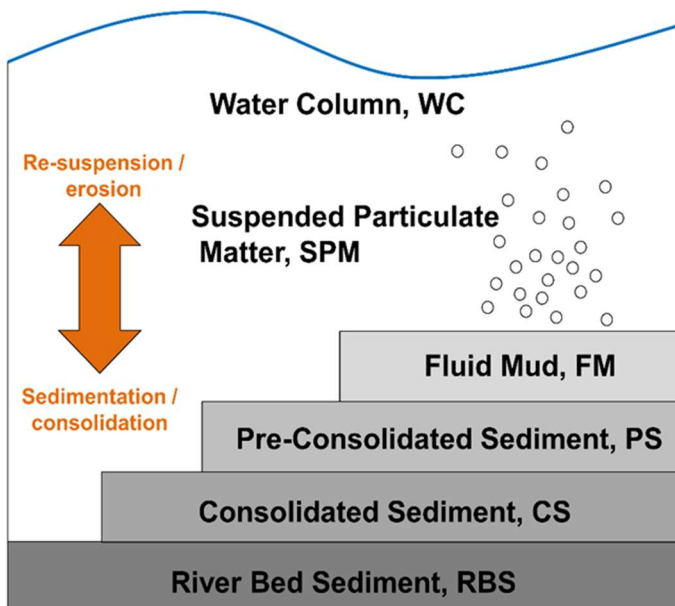 Water Column, WC
Re-suspension /
erosion
Suspended Particulate
Matter, SPM
Fluid Mud, FM
Sedimentation /
consolidation
Pre-Consolidated Sediment, PS
Consolidated Sediment, CS
River Bed Sediment, RBS